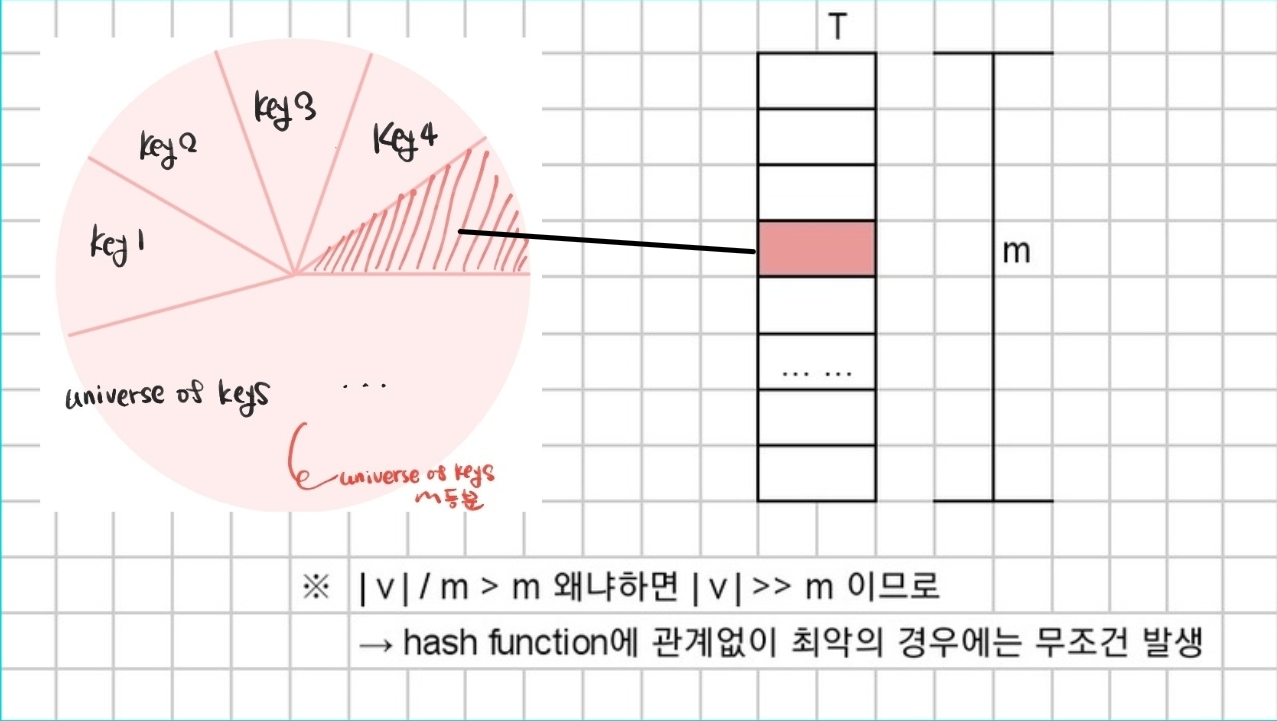 T
key 3
key 2
key 4
key 1
m
universe of keys
...
... ...
universe of keys
m등분
※ |v| / m > m 왜냐하면 |v| >> m 이므로
→ hash function에 관계없이 최악의 경우에는 무조건 발생